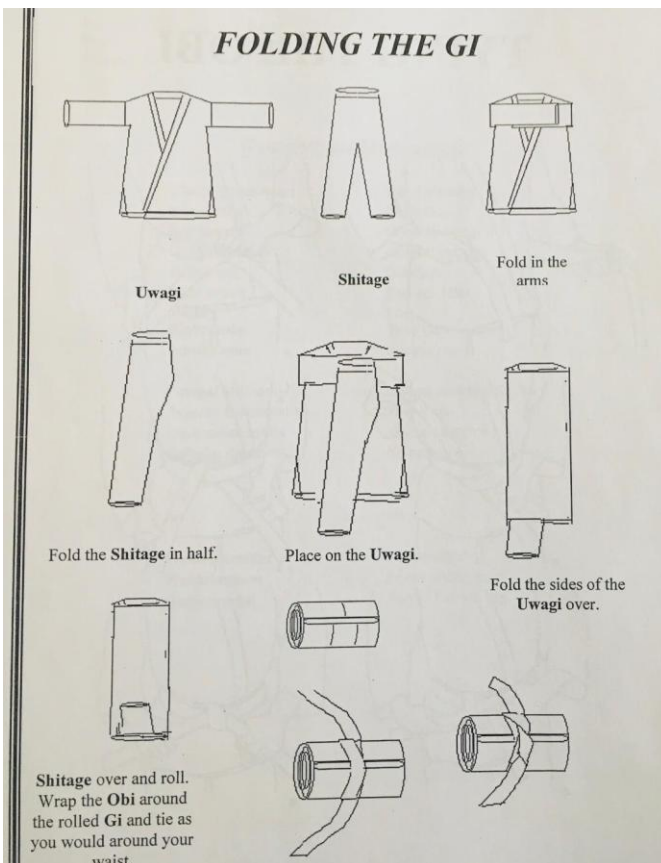 FOLDING THE GI
Uwagi
Shitage
Fold in the
arms
Fold the Shitage in half.
Place on the Uwagi.
Fold the sides of the
Uwagi over.
Shitage over and roll.
Wrap the Obi around
the rolled Gi and tie as
you would around your
waist